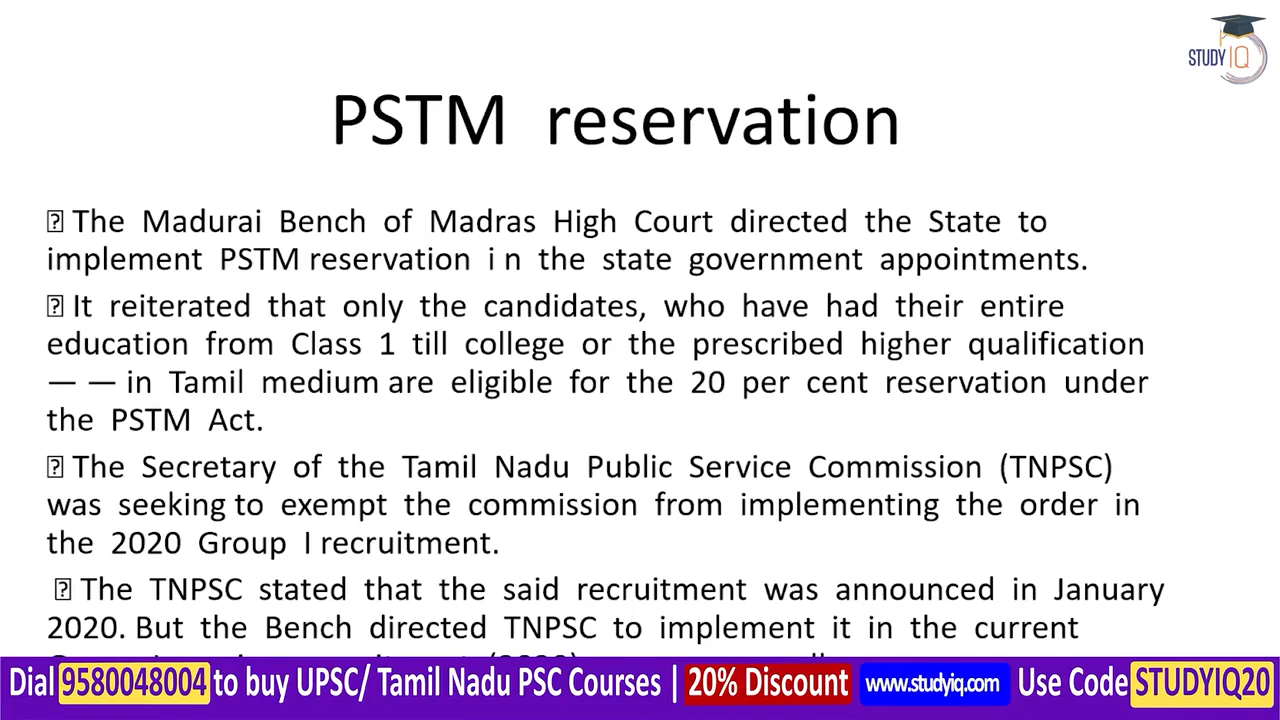 STUDY IQ
PSTM reservation
⍰ The Madurai Bench of Madras High Court directed the State to
implement PSTM reservation i n the state government appointments.
⍰ It reiterated that only the candidates, who have had their entire
education from Class 1 till college or the prescribed higher qualification
— — in Tamil medium are eligible for the 20 per cent reservation under
the PSTM Act.
⍰ The Secretary of the Tamil Nadu Public Service Commission (TNPSC)
was seeking to exempt the commission from implementing the order in
the 2020 Group I recruitment.
⍰ The TNPSC stated that the said recruitment was announced in January
2020. But the Bench directed TNPSC to implement it in the current
Dial 9580048004 to buy UPSC/ Tamil Nadu PSC Courses | 20% Discount www.studyiq.com Use Code STUDYIQ20